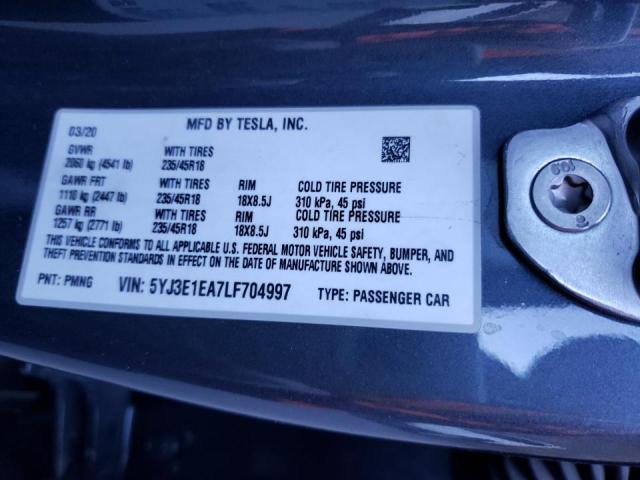 03/20 MFD BY TESLA, INC.
GVWR WITH TIRES
2060 kg (4541 lb) 235/45R18
GAWR FRT WITH TIRES RIM COLD TIRE PRESSURE
1110 kg (2447 lb) 235/45R18 18X8.5J 310 kPa, 45 psi
GAWR RR WITH TIRES RIM COLD TIRE PRESSURE
1257 kg (2771 lb) 235/45R18 18X8.5J 310 kPa, 45 psi
THIS VEHICLE CONFORMS TO ALL APPLICABLE U.S. FEDERAL MOTOR VEHICLE SAFETY, BUMPER, AND
THEFT PREVENTION STANDARDS IN EFFECT ON THE DATE OF MANUFACTURE SHOWN ABOVE.
PNT: PMNG VIN: 5YJ3E1EA7LF704997 TYPE: PASSENGER CAR